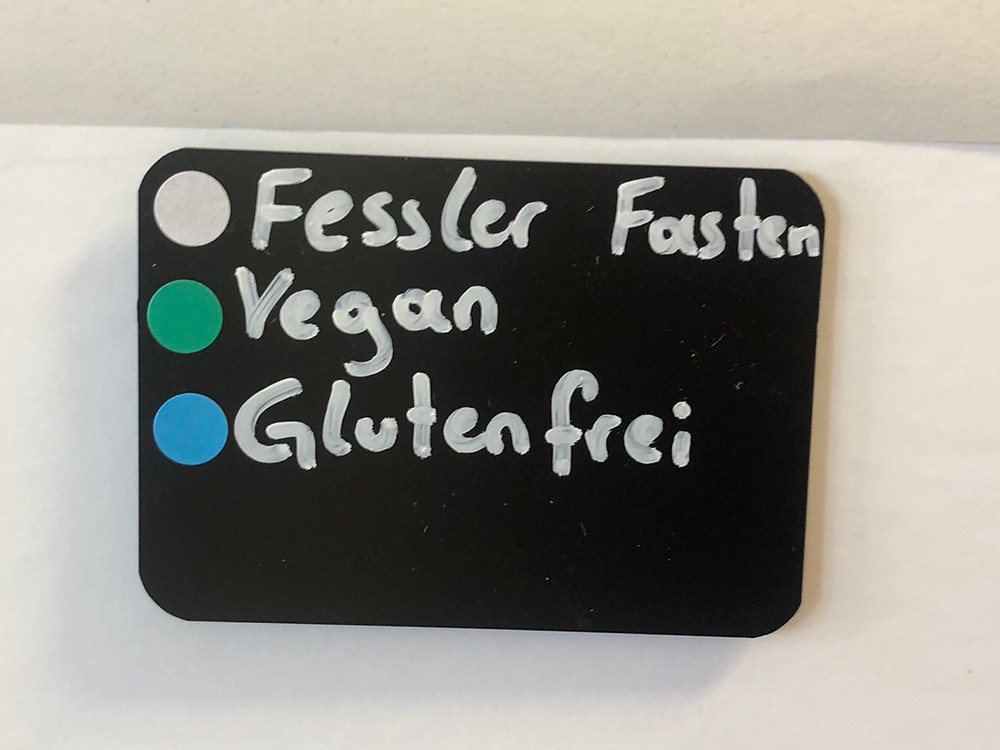 Fessler Fasten
Vegan
Glutenfrei